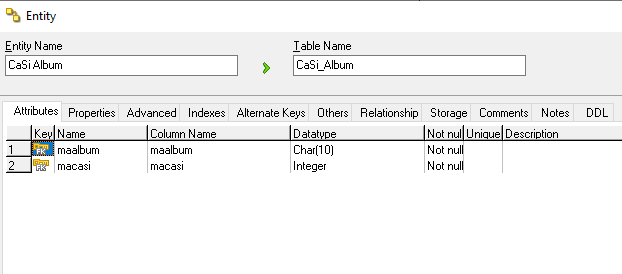 Entity
Entity Name Table Name
CaSi Album CaSi_Album
Attributes Properties Advanced Indexes Alternate Keys Others Relationship Storage Comments Notes DDL
Key Name Column Name Datatype Not nul Unique Description
1 maalbum maalbum Char(10) Not null
2 macasi macasi Integer Not null